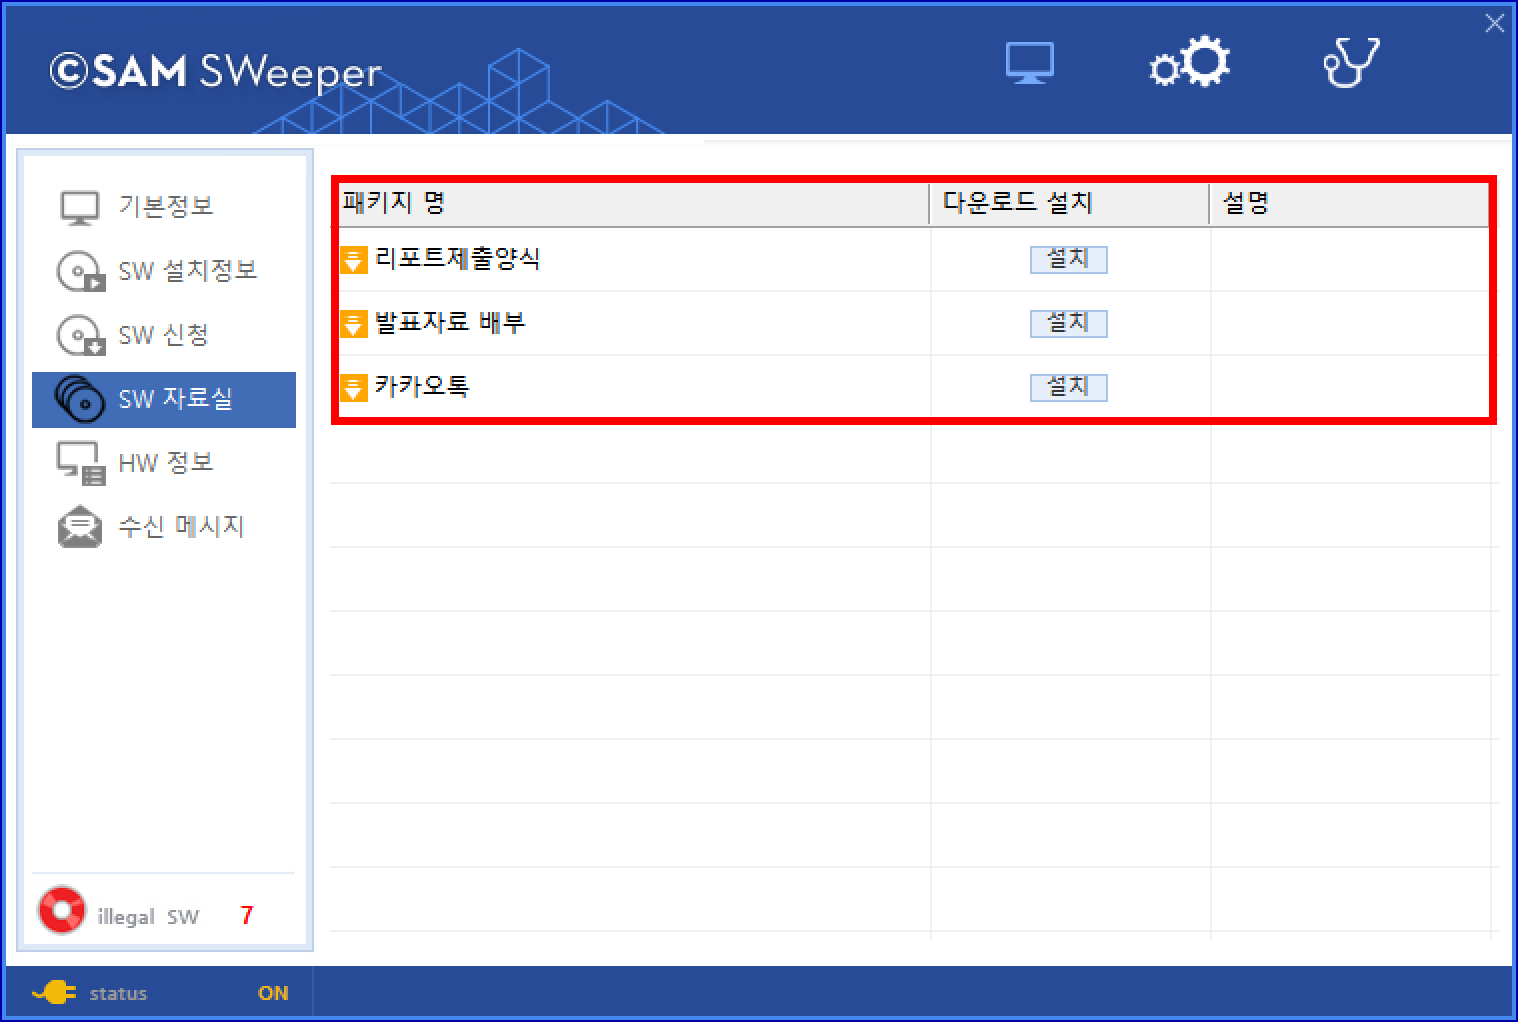 ©SAM SWeeper
기본정보
SW 설치정보
SW 신청
SW 자료실
HW 정보
수신 메시지
illegal SW 7
패키지 명 다운로드 설치 설명
리포트제출양식 설치
발표자료 배부 설치
카카오톡 설치
status ON